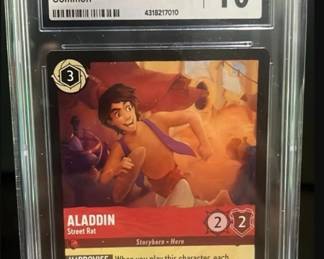 Common
4318217010
10
3
ALADDIN
Street Rat
2 2
Storyborn • Hero
IMPROVISE When you play this character, each